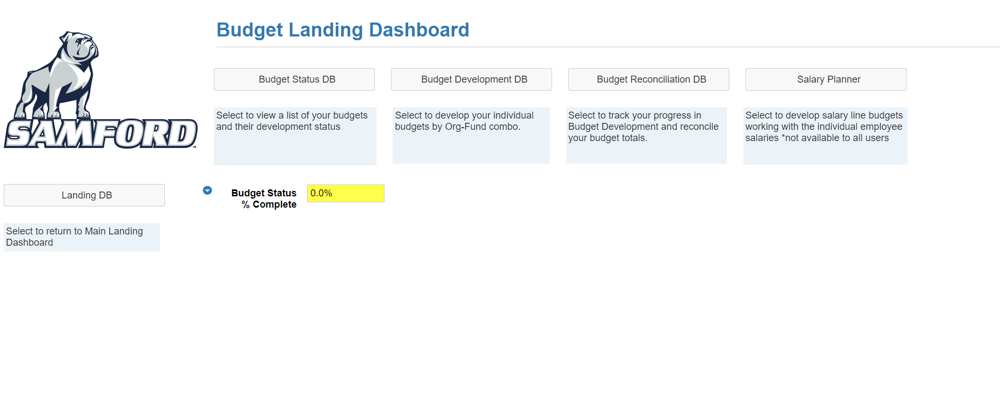 Budget Landing Dashboard
SAMFORD™
Budget Status DB
Budget Development DB
Budget Reconciliation DB
Salary Planner
Select to view a list of your budgets
and their development status
Select to develop your individual
budgets by Org-Fund combo.
Select to track your progress in
Budget Development and reconcile
your budget totals.
Select to develop salary line budgets
working with the individual employee
salaries *not available to all users
Landing DB
Select to return to Main Landing
Dashboard
Budget Status
% Complete
0.0%